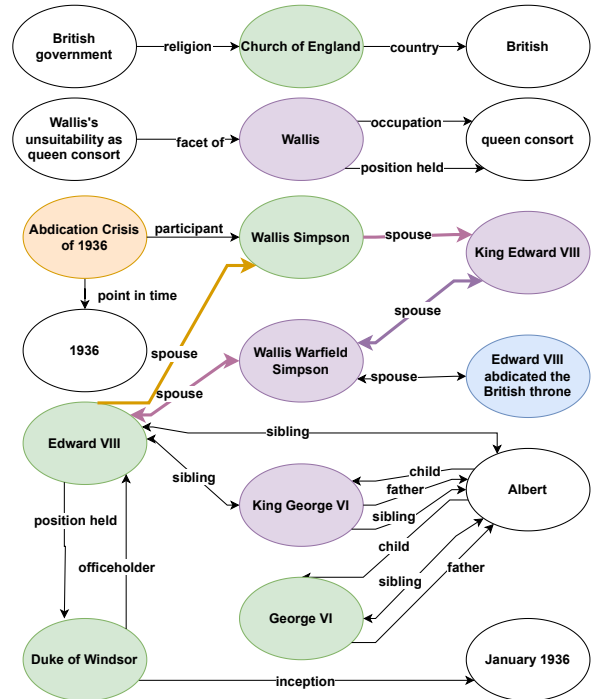 British
government
religion
Church of England
country
British
Wallis's
unsuitability as
queen consort
facet of
Wallis
occupation
position held
queen consort
Abdication Crisis
of 1936
participant
Wallis Simpson
spouse
King Edward VIII
point in time
1936
spouse
spouse
spouse
Wallis Warfield
Simpson
spouse
Edward VIII
abdicated the
British throne
Edward VIII
sibling
sibling
King George VI
child
father
sibling
child
Albert
position held
officeholder
sibling
father
George VI
Duke of Windsor
inception
January 1936